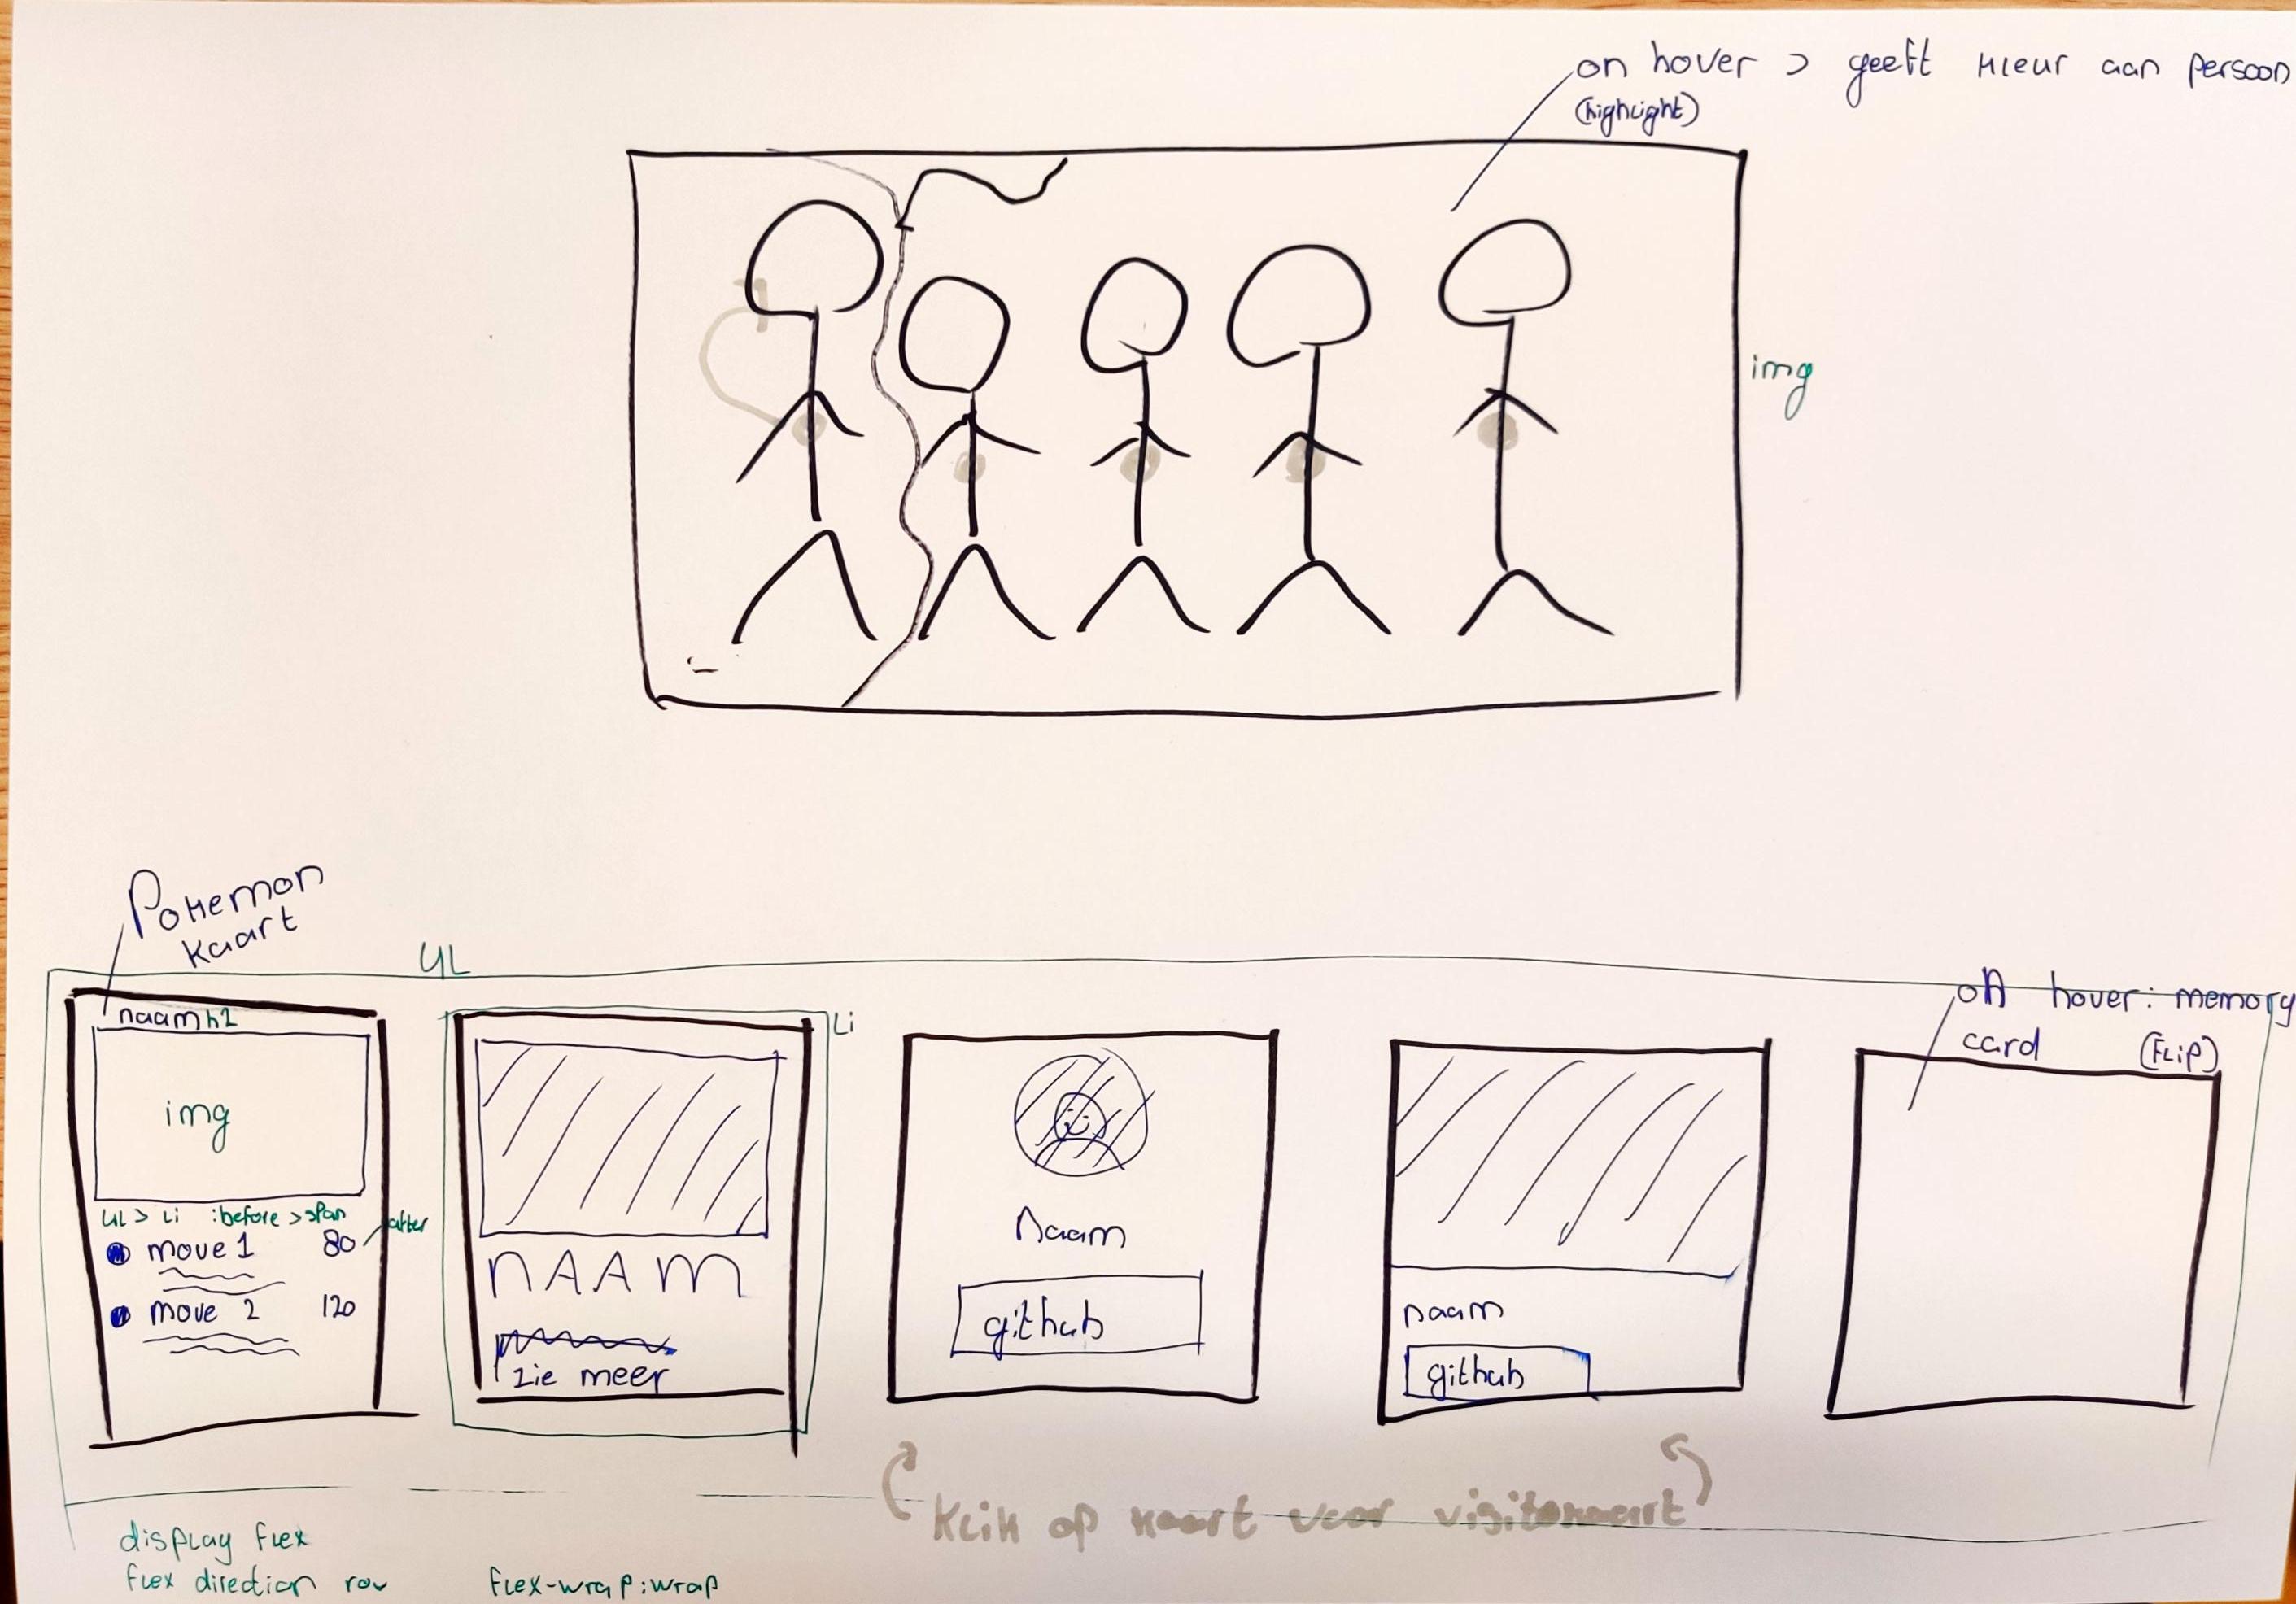 on hover > geeft kleur aan persoon
(highlight)
img
Pokemon
kaart
UL
on hover: memory
card (FLIP)
naam h2
Li
img
UL > Li :before > span
after
move 1 80
move 2 120
NAAM
zie meer
Naam
github
naam
github
Klik op kaart voor visitekaart
display flex
flex direction row
flex-wrap: wrap